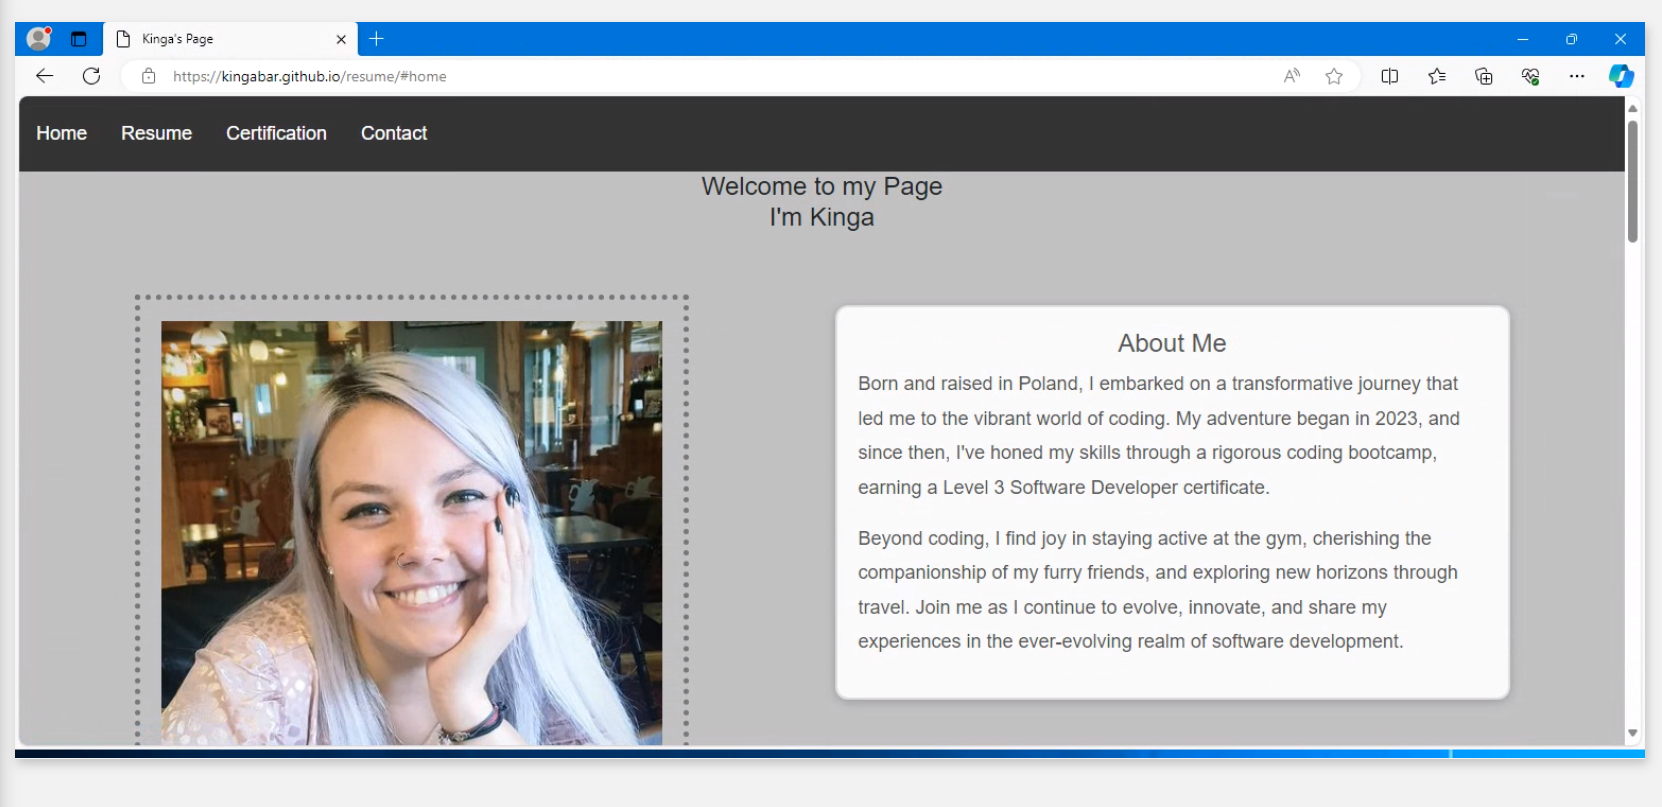 Kinga's Page
https://kingabar.github.io/resume/#home
Home Resume Certification Contact
Welcome to my Page
I'm Kinga
About Me
Born and raised in Poland, I embarked on a transformative journey that
led me to the vibrant world of coding. My adventure began in 2023, and
since then, I've honed my skills through a rigorous coding bootcamp,
earning a Level 3 Software Developer certificate.
Beyond coding, I find joy in staying active at the gym, cherishing the
companionship of my furry friends, and exploring new horizons through
travel. Join me as I continue to evolve, innovate, and share my
experiences in the ever-evolving realm of software development.